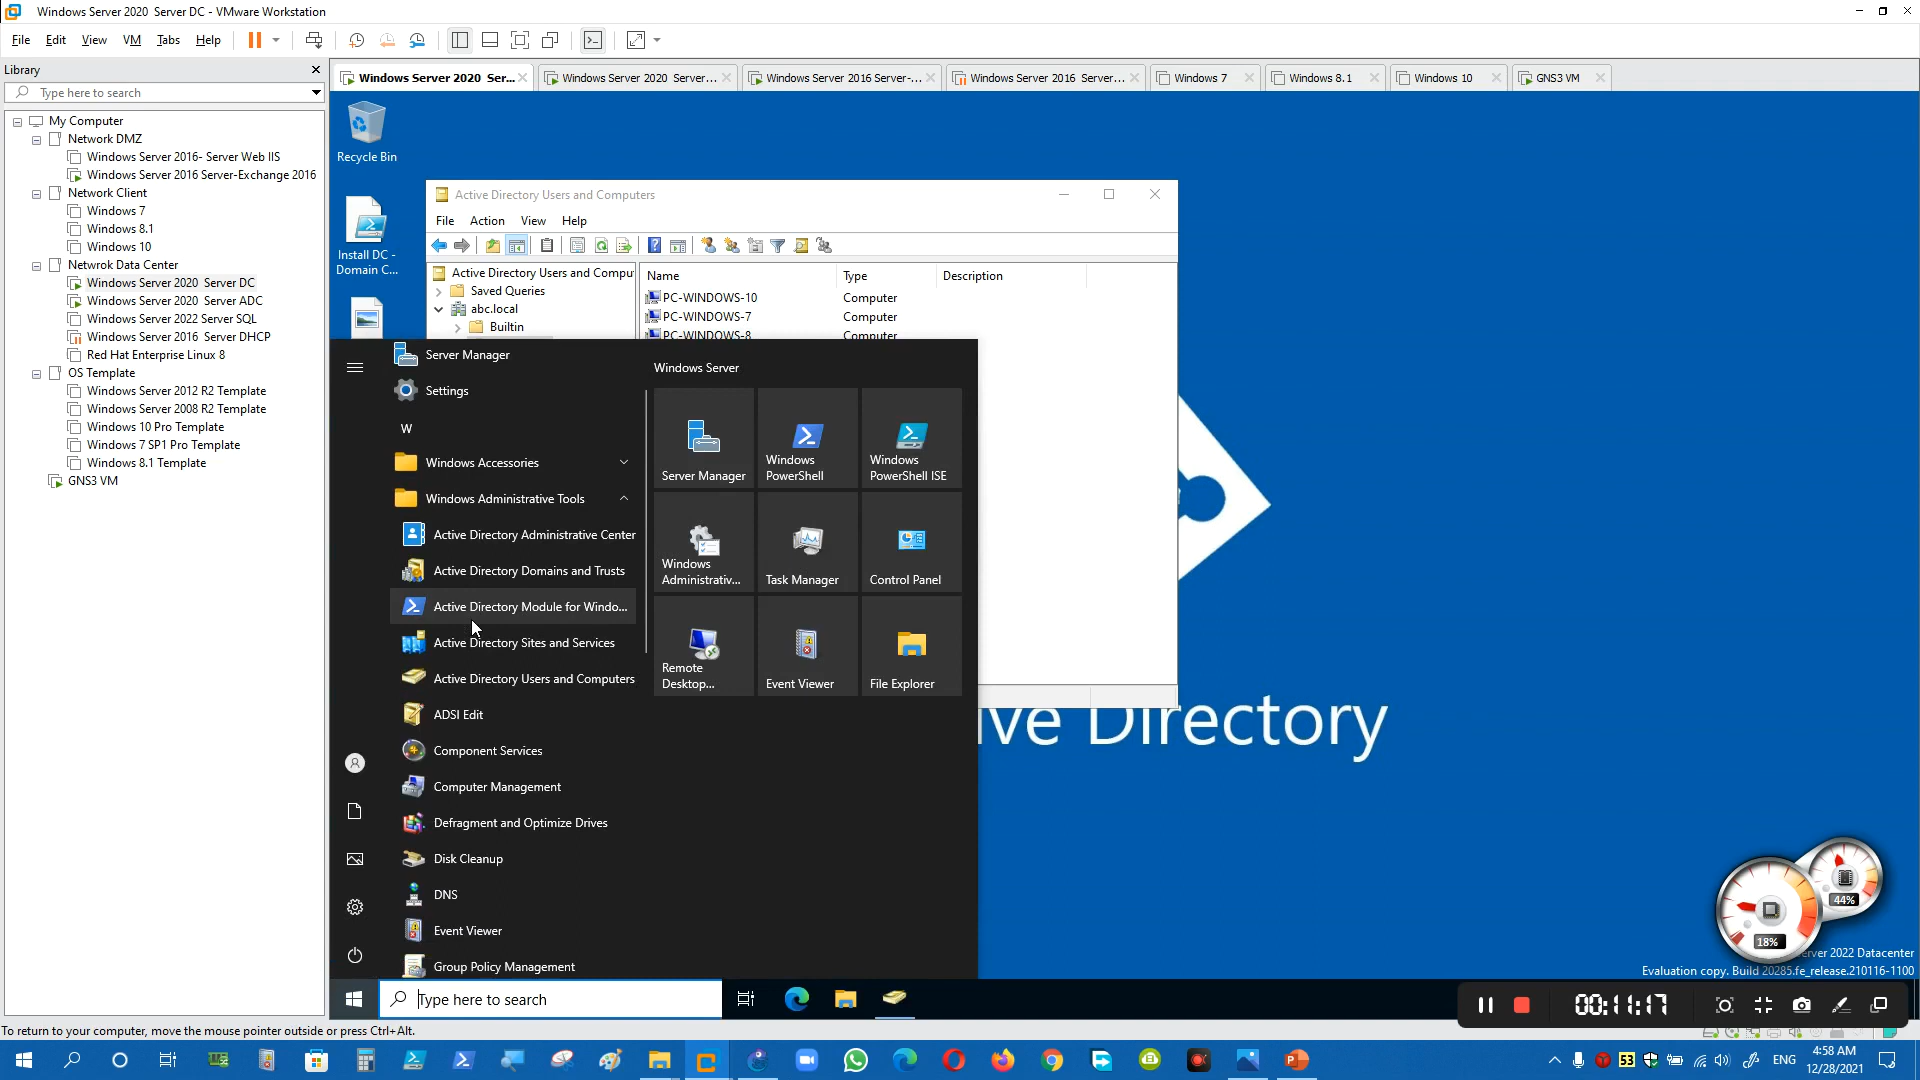 Windows Server 2020  Server DC - VMware Workstation
File Edit View VM Tabs Help
Library
Type here to search
My Computer
Network DMZ
Windows Server 2016- Server Web IIS
Windows Server 2016 Server-Exchange 2016
Network Client
Windows 7
Windows 8.1
Windows 10
Netwrok Data Center
Windows Server 2020  Server DC
Windows Server 2020  Server ADC
Windows Server 2022 Server SQL
Windows Server 2016  Server DHCP
Red Hat Enterprise Linux 8
OS Template
Windows Server 2012 R2 Template
Windows Server 2008 R2 Template
Windows 10 Pro Template
Windows 7 SP1 Pro Template
Windows 8.1 Template
GNS3 VM
Windows Server 2020  Ser... Windows Server 2020  Server... Windows Server 2016 Server-... Windows Server 2016  Server... Windows 7 Windows 8.1 Windows 10 GNS3 VM
Recycle Bin
Install DC -
Domain C...
Active Directory Users and Computers
File Action View Help
Active Directory Users and Compu
Saved Queries
abc.local
Builtin
Name Type Description
PC-WINDOWS-10 Computer
PC-WINDOWS-7 Computer
PC-WINDOWS-8 Computer
Server Manager
Settings
W
Windows Accessories
Windows Administrative Tools
Active Directory Administrative Center
Active Directory Domains and Trusts
Active Directory Module for Windo...
Active Directory Sites and Services
Active Directory Users and Computers
ADSI Edit
Component Services
Computer Management
Defragment and Optimize Drives
Disk Cleanup
DNS
Event Viewer
Group Policy Management
Windows Server
Server Manager
Windows
PowerShell
Windows
PowerShell ISE
Windows
Administrativ...
Task Manager
Control Panel
Remote
Desktop...
Event Viewer
File Explorer
ive Directory
44%
18%
erver 2022 Datacenter
Evaluation copy. Build 20285.fe_release.210116-1100
Type here to search
00:11:17
To return to your computer, move the mouse pointer outside or press Ctrl+Alt.
53
ENG
4:58 AM
12/28/2021